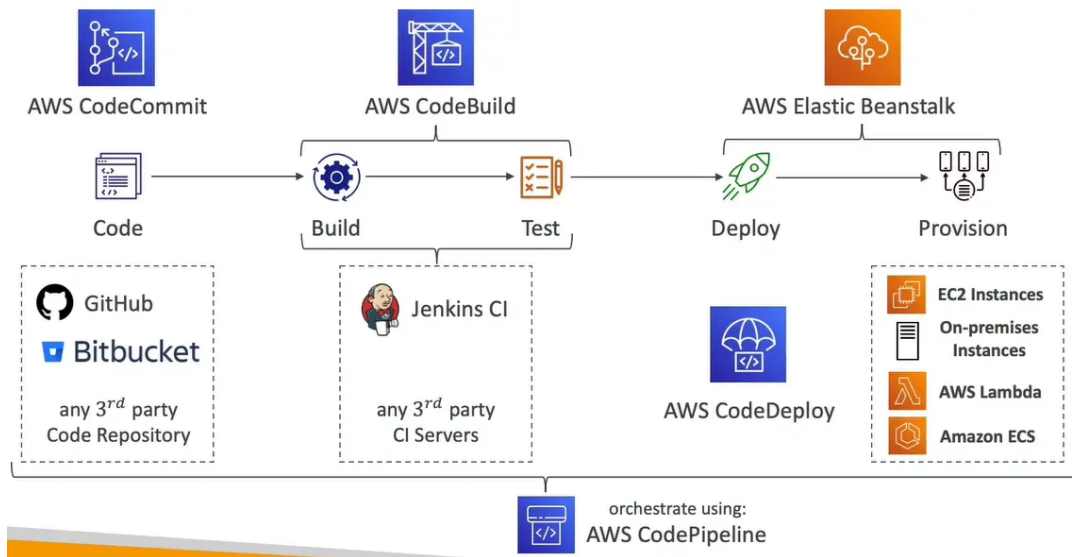 AWS CodeCommit
AWS CodeBuild
AWS Elastic Beanstalk
Code
Build
Test
Deploy
Provision
GitHub
Bitbucket
any 3rd party
Code Repository
Jenkins CI
any 3rd party
CI Servers
AWS CodeDeploy
EC2 Instances
On-premises
Instances
AWS Lambda
Amazon ECS
orchestrate using:
AWS CodePipeline